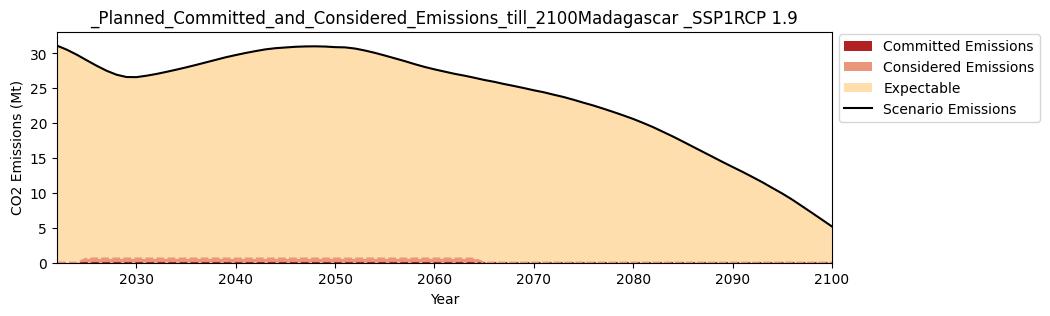 _Planned_Committed_and_Considered_Emissions_till_2100Madagascar _SSP1RCP 1.9
Committed Emissions
Considered Emissions
Expectable
Scenario Emissions
CO2 Emissions (Mt)
30
25
20
15
10
5
0
2030 2040 2050 2060 2070 2080 2090 2100
Year